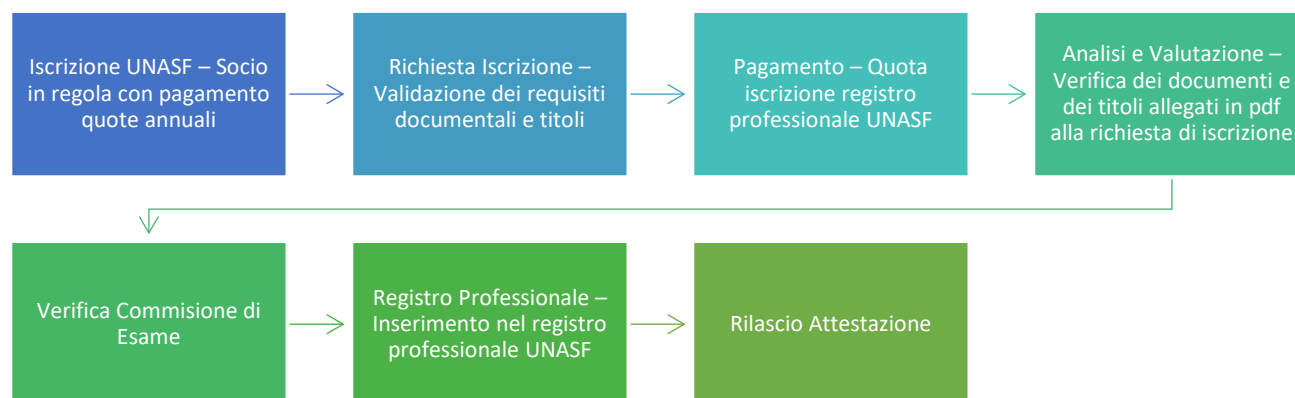 Iscrizione UNASF – Socio
in regola con pagamento
quote annuali
Richiesta Iscrizione –
Validazione dei requisiti
documentali e titoli
Pagamento – Quota
iscrizione registro
professionale UNASF
Analisi e Valutazione –
Verifica dei documenti e
dei titoli allegati in pdf
alla richiesta di iscrizione
Verifica Commisione di
Esame
Registro Professionale –
Inserimento nel registro
professionale UNASF
Rilascio Attestazione